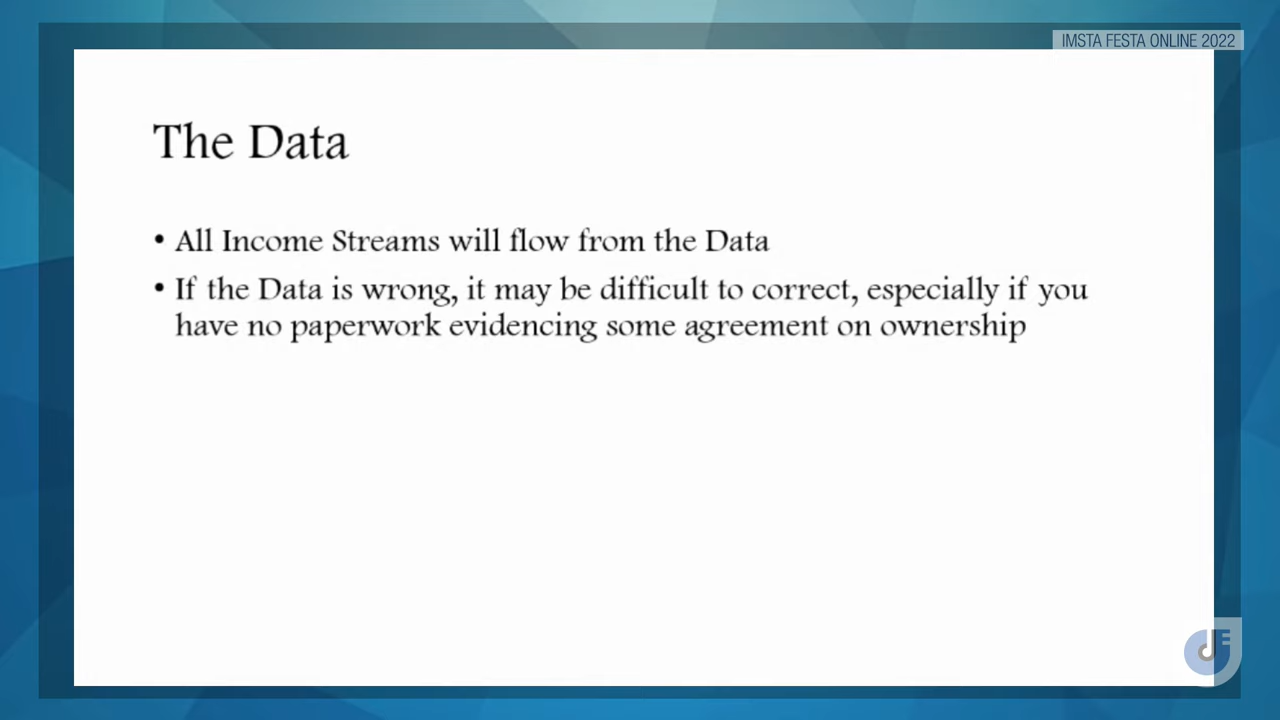 IMSTA FESTA ONLINE 2022
The Data
• All Income Streams will flow from the Data
• If the Data is wrong, it may be difficult to correct, especially if you
have no paperwork evidencing some agreement on ownership